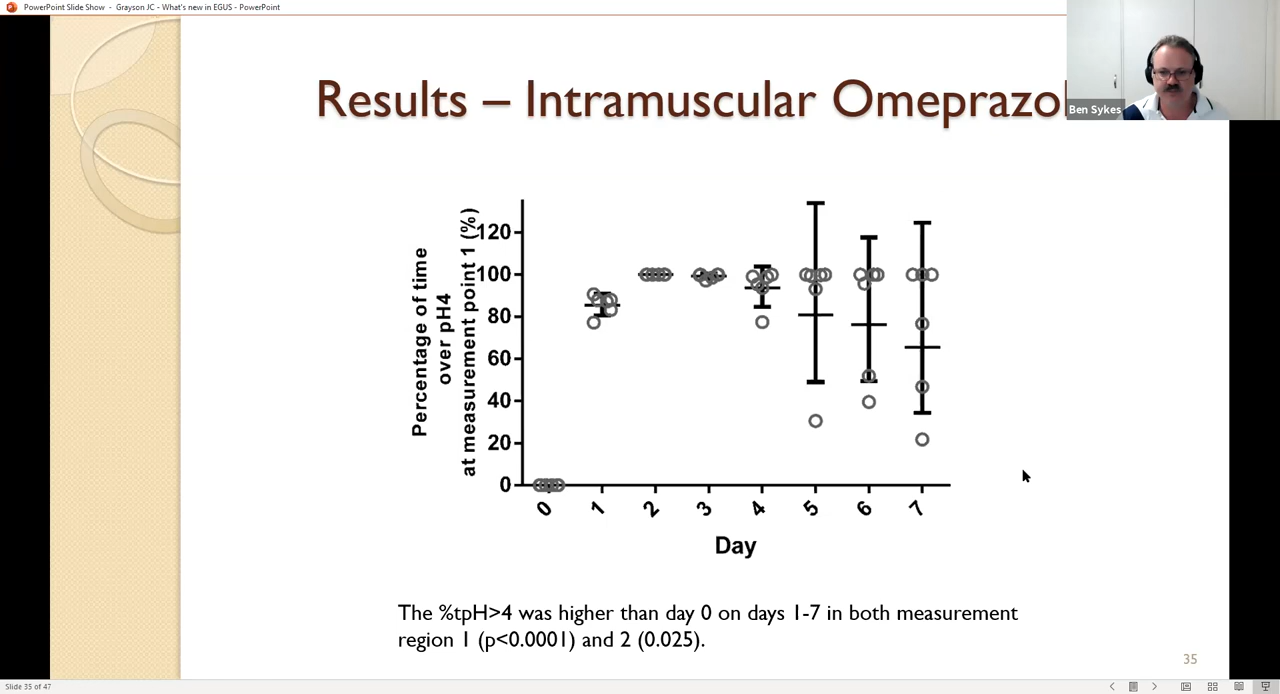 PowerPoint Slide Show - Grayson JC - What's new in EGUS - PowerPoint
Results – Intramuscular Omeprazol
Ben Sykes
Percentage of time
over pH4
at measurement point 1 (%)
120
100
80
60
40
20
0
0 1 2 3 4 5 6 7
Day
The %tpH>4 was higher than day 0 on days 1-7 in both measurement
region 1 (p<0.0001) and 2 (0.025).
35
Slide 35 of 47